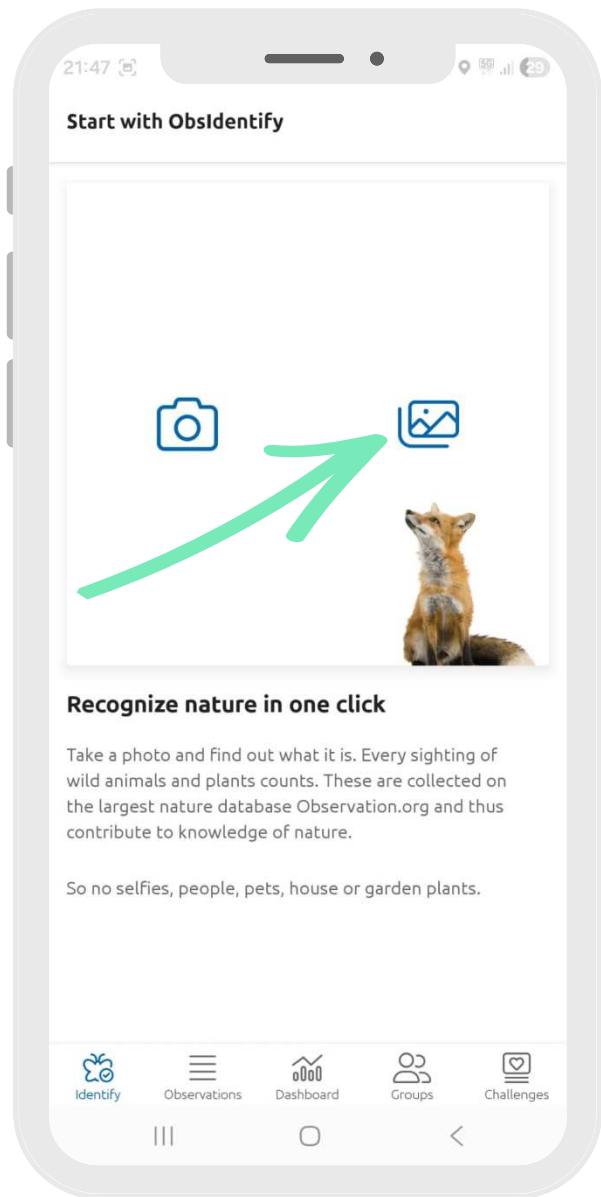 21:47
5G 29
Start with ObsIdentify
Recognize nature in one click
Take a photo and find out what it is. Every sighting of
wild animals and plants counts. These are collected on
the largest nature database Observation.org and thus
contribute to knowledge of nature.
So no selfies, people, pets, house or garden plants.
Identify Observations Dashboard Groups Challenges